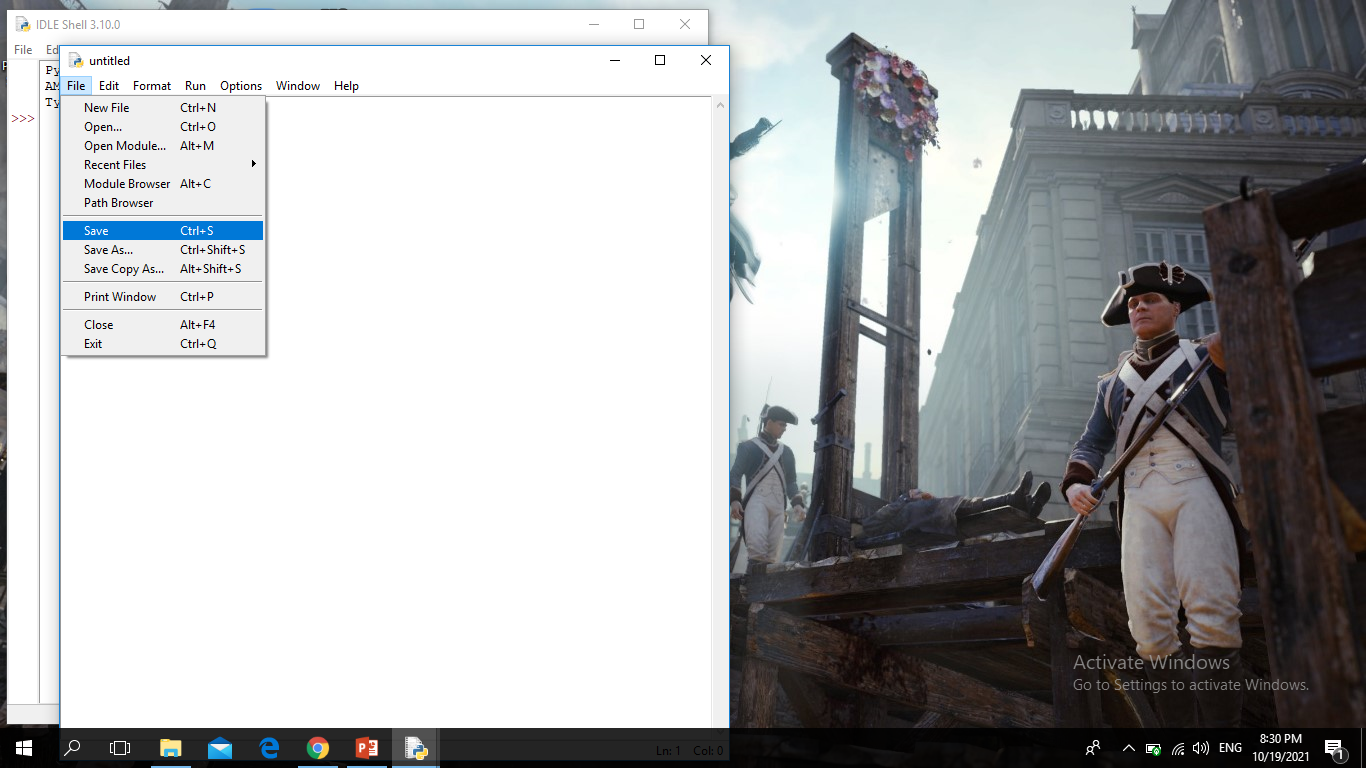 IDLE Shell 3.10.0
File Ed
untitled
File Edit Format Run Options Window Help
Py
AM
Ty
>>>
New File Ctrl+N
Open... Ctrl+O
Open Module... Alt+M
Recent Files
Module Browser Alt+C
Path Browser
Save Ctrl+S
Save As... Ctrl+Shift+S
Save Copy As... Alt+Shift+S
Print Window Ctrl+P
Close Alt+F4
Exit Ctrl+Q
Activate Windows
Go to Settings to activate Windows.
Ln: 1 Col: 0
ENG
8:30 PM
10/19/2021
1